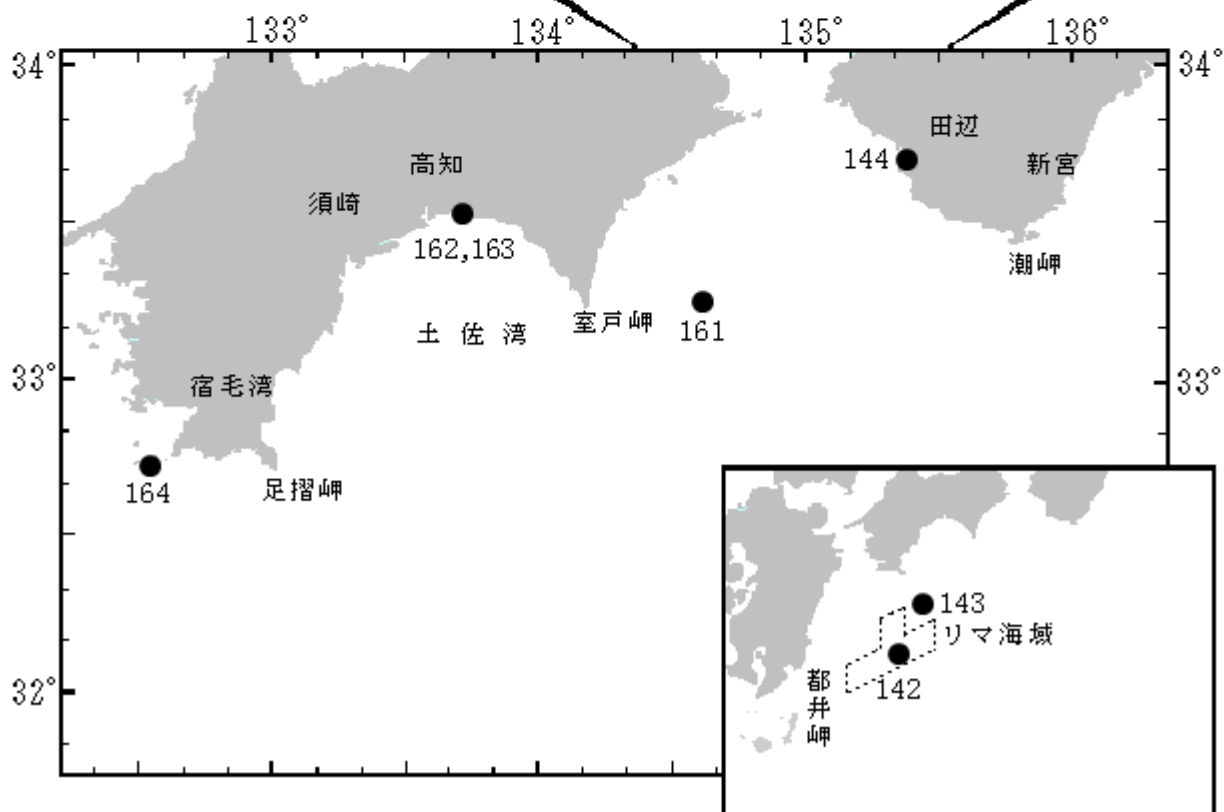 133° 134° 135° 136°
34° 34°
田辺
144 新宮
高知
須崎
162,163
潮岬
室戸岬 161
土佐湾
33° 33°
宿毛湾
164 足摺岬
143
リマ海域
142
都井岬
32°